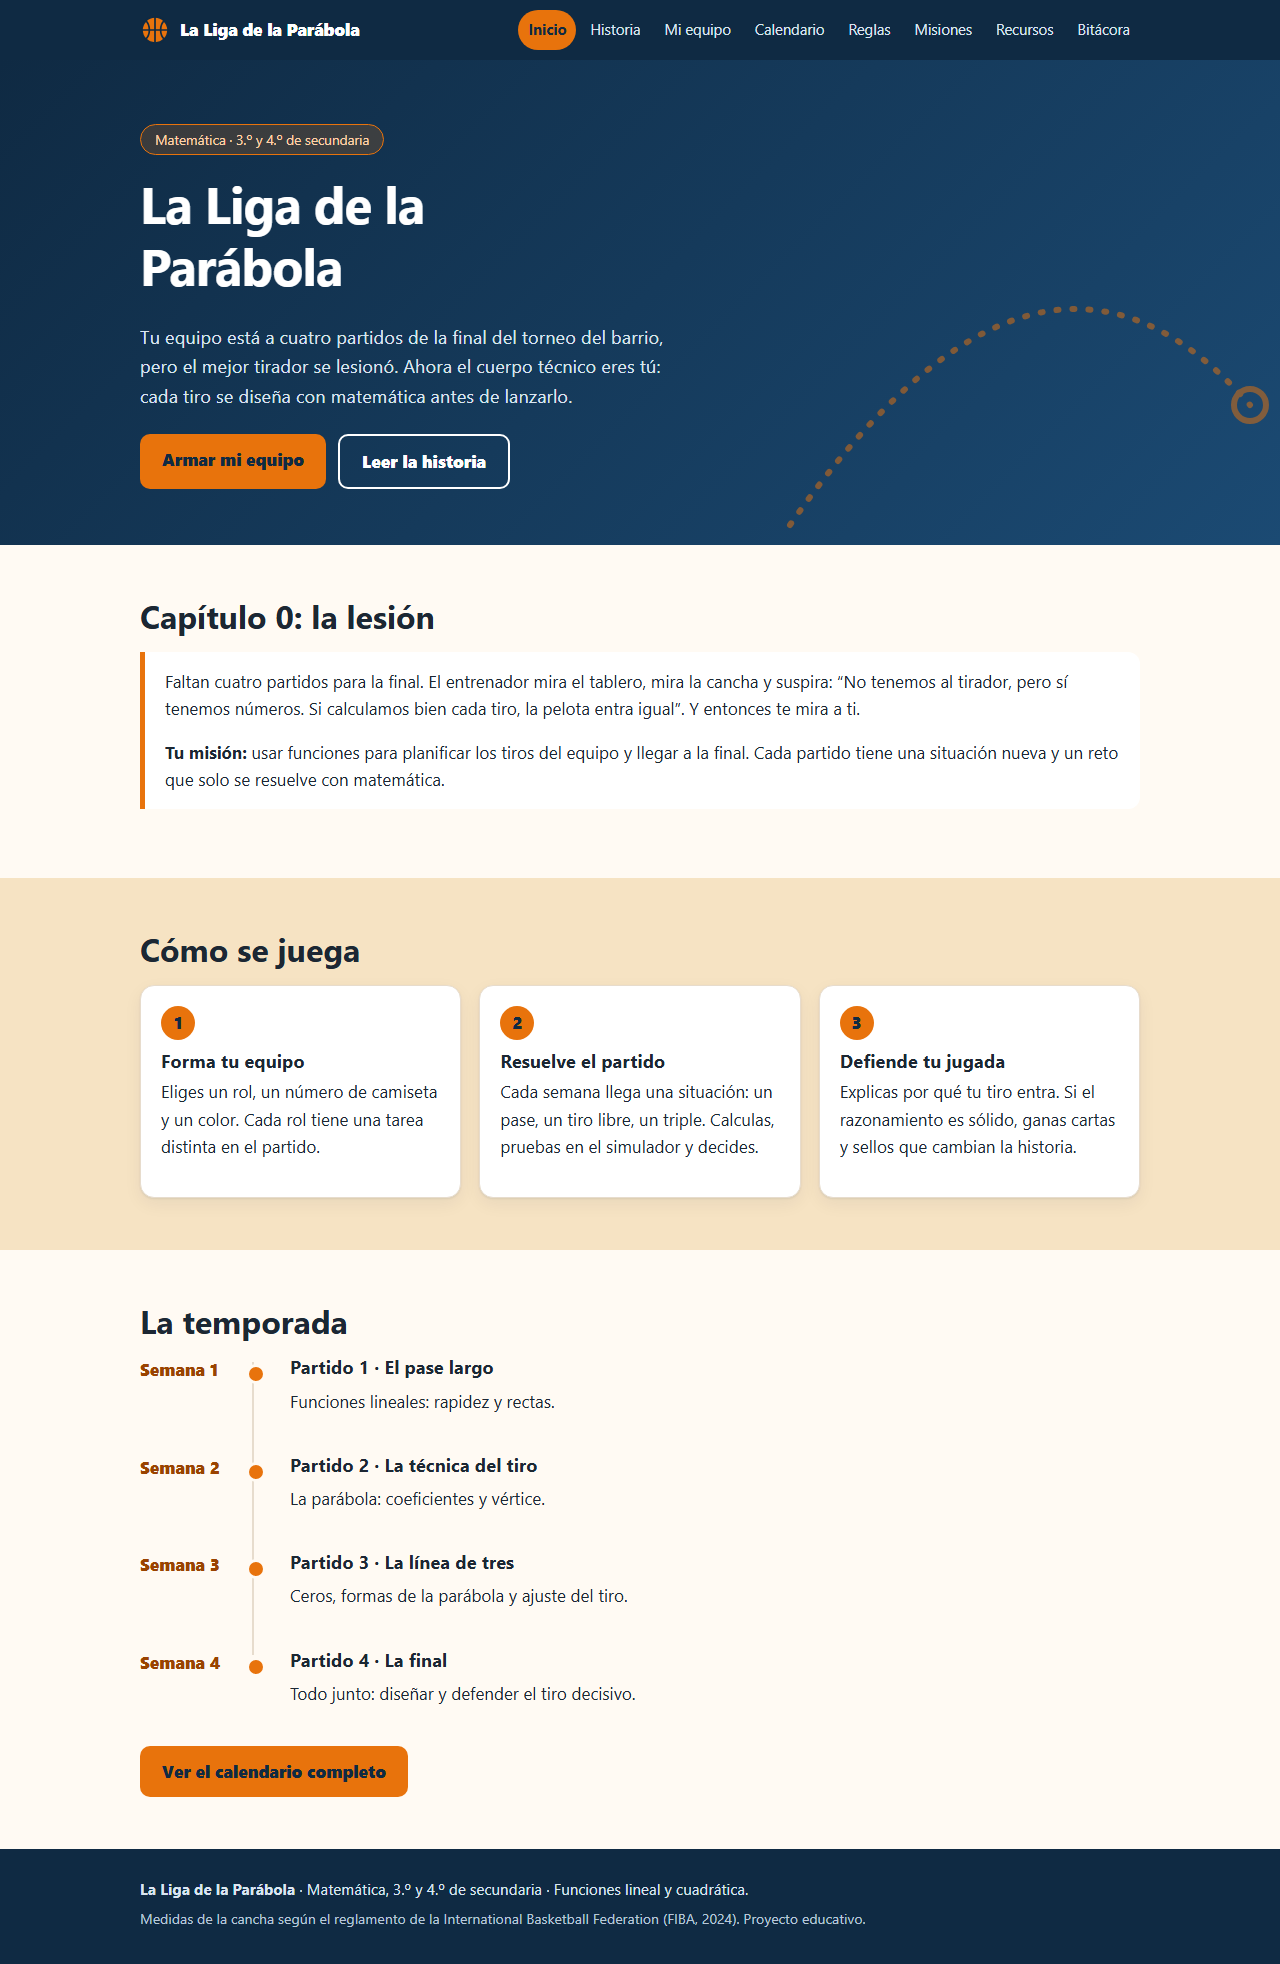 La Liga de la Parábola
Inicio Historia Mi equipo Calendario Reglas Misiones Recursos Bitácora
Matemática · 3.º y 4.º de secundaria
La Liga de la
Parábola
Tu equipo está a cuatro partidos de la final del torneo del barrio,
pero el mejor tirador se lesionó. Ahora el cuerpo técnico eres tú:
cada tiro se diseña con matemática antes de lanzarlo.
Armar mi equipo
Leer la historia
Capítulo 0: la lesión
Faltan cuatro partidos para la final. El entrenador mira el tablero, mira la cancha y suspira: “No tenemos al tirador, pero sí
tenemos números. Si calculamos bien cada tiro, la pelota entra igual”. Y entonces te mira a ti.
Tu misión: usar funciones para planificar los tiros del equipo y llegar a la final. Cada partido tiene una situación nueva y un reto
que solo se resuelve con matemática.
Cómo se juega
1
Forma tu equipo
Eliges un rol, un número de camiseta
y un color. Cada rol tiene una tarea
distinta en el partido.
2
Resuelve el partido
Cada semana llega una situación: un
pase, un tiro libre, un triple. Calculas,
pruebas en el simulador y decides.
3
Defiende tu jugada
Explicas por qué tu tiro entra. Si el
razonamiento es sólido, ganas cartas
y sellos que cambian la historia.
La temporada
Semana 1
Partido 1 · El pase largo
Funciones lineales: rapidez y rectas.
Semana 2
Partido 2 · La técnica del tiro
La parábola: coeficientes y vértice.
Semana 3
Partido 3 · La línea de tres
Ceros, formas de la parábola y ajuste del tiro.
Semana 4
Partido 4 · La final
Todo junto: diseñar y defender el tiro decisivo.
Ver el calendario completo
La Liga de la Parábola · Matemática, 3.º y 4.º de secundaria · Funciones lineal y cuadrática.
Medidas de la cancha según el reglamento de la International Basketball Federation (FIBA, 2024). Proyecto educativo.